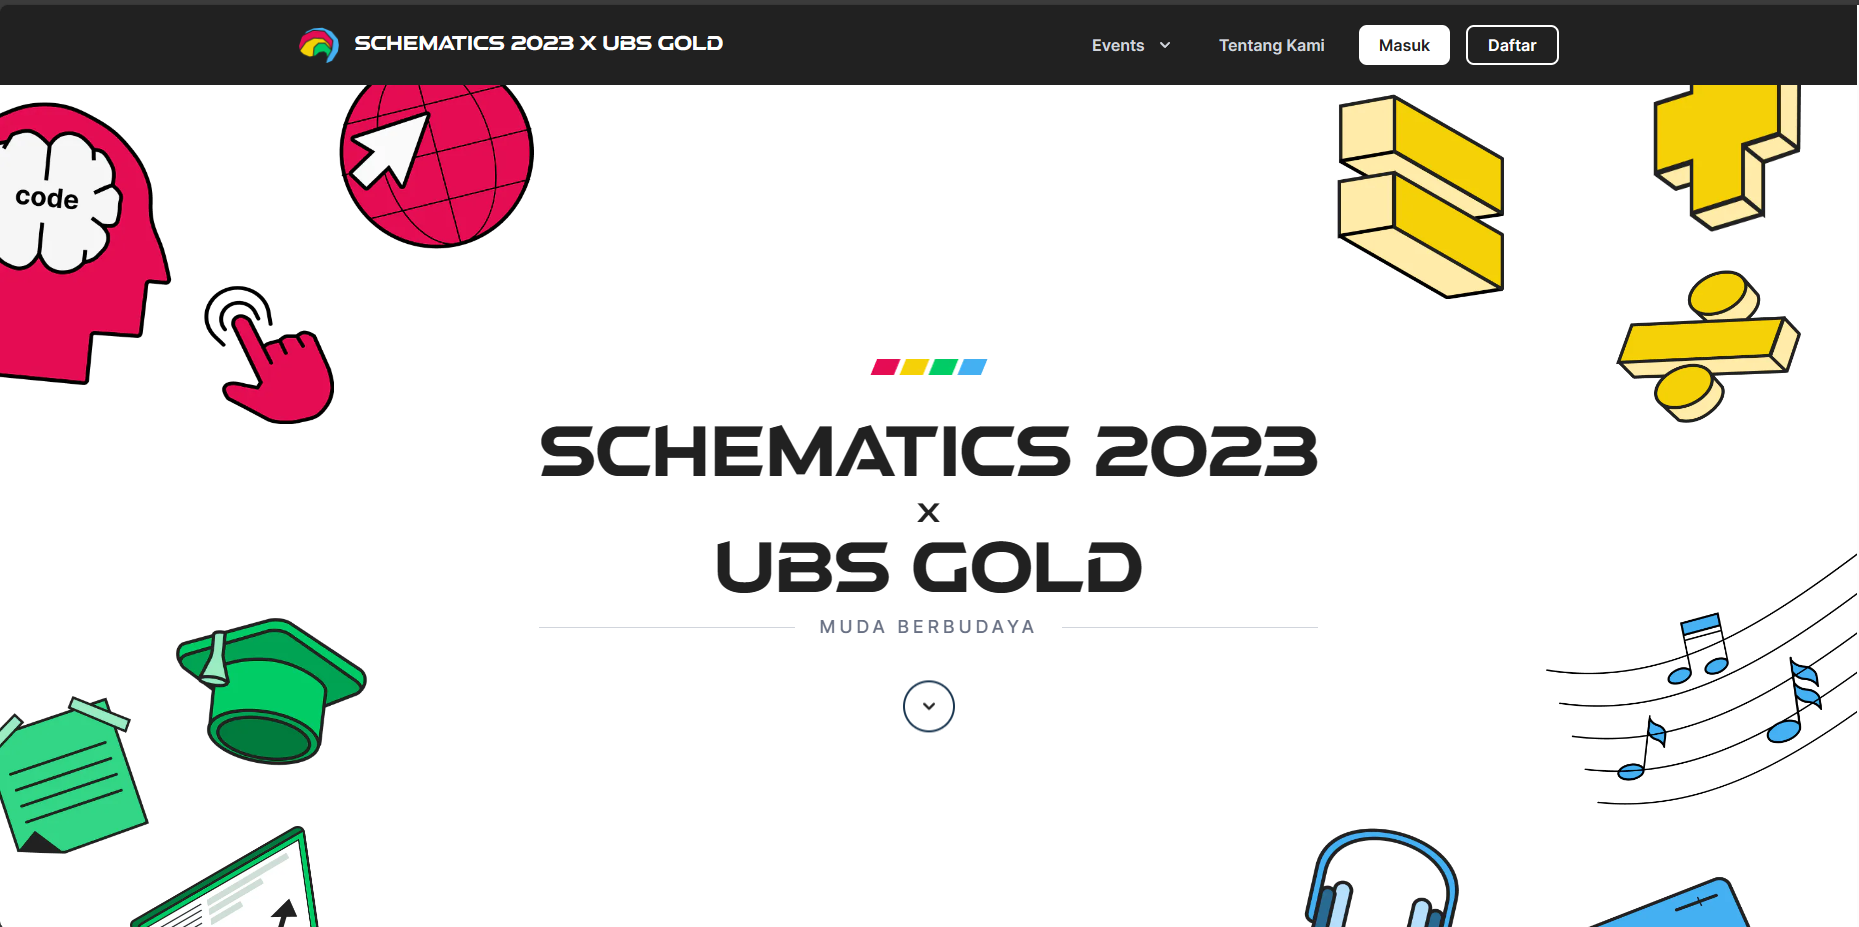 SCHEMATICS 2023 X UBS GOLD
Events
Tentang Kami
Masuk
Daftar
code
SCHEMATICS 2023
X
UBS GOLD
MUDA BERBUDAYA